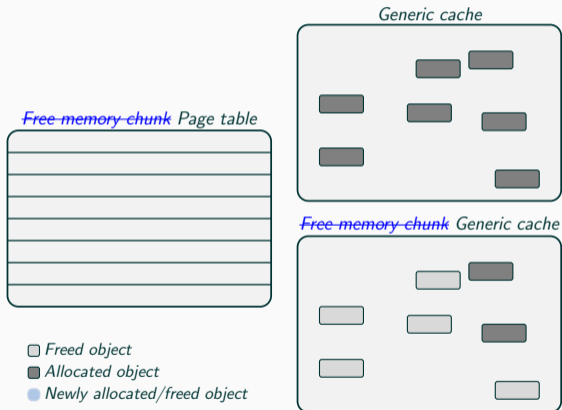 Generic cache
Free memory chunk Page table
Free memory chunk Generic cache
Freed object
Allocated object
Newly allocated/freed object